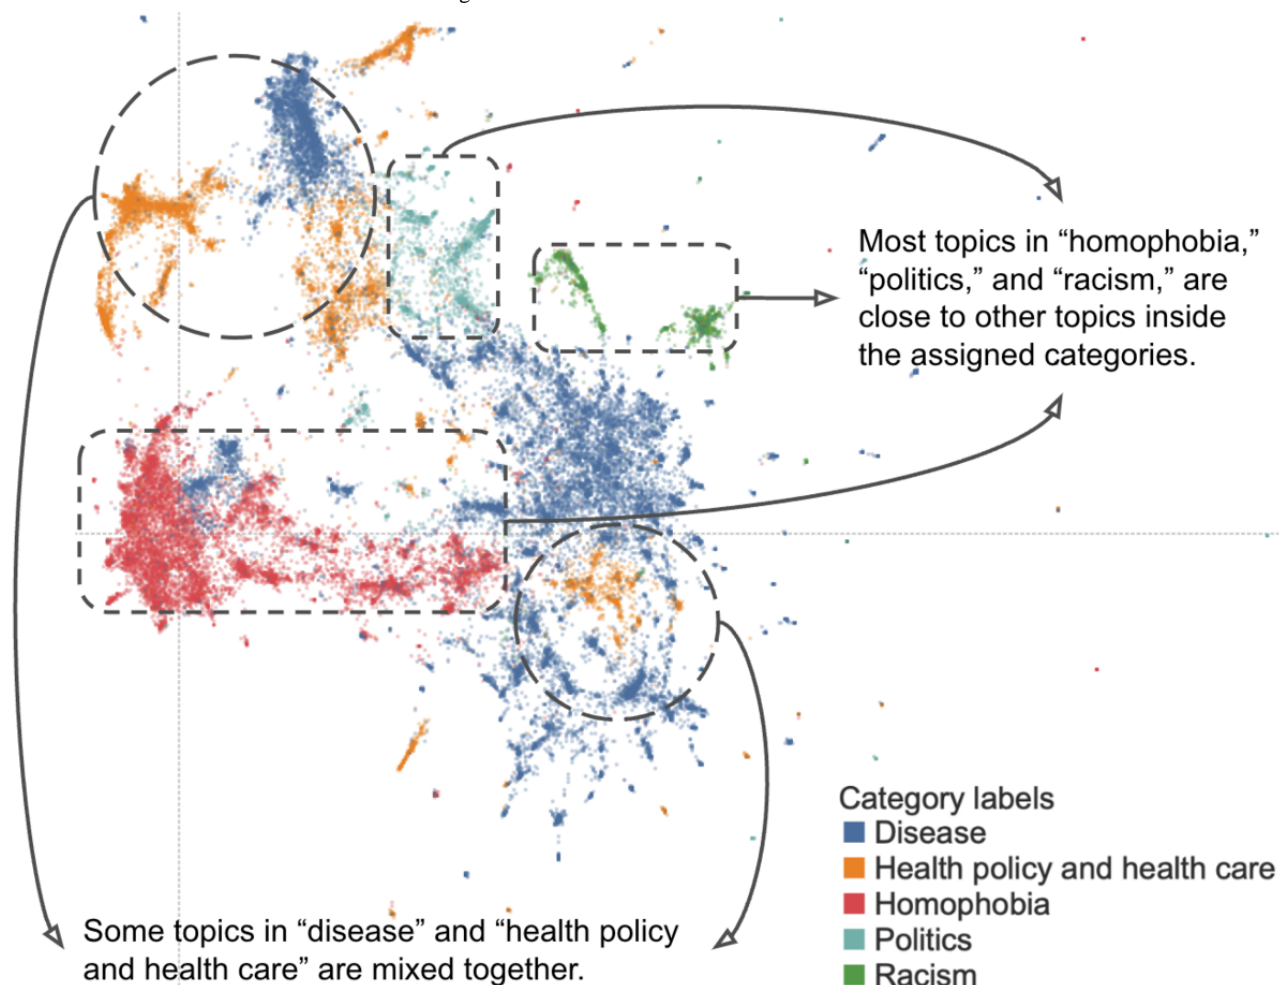 Most topics in “homophobia,”
“politics,” and “racism,” are
close to other topics inside
the assigned categories.
Category labels
Disease
Health policy and health care
Homophobia
Politics
Racism
Some topics in “disease” and “health policy
and health care” are mixed together.